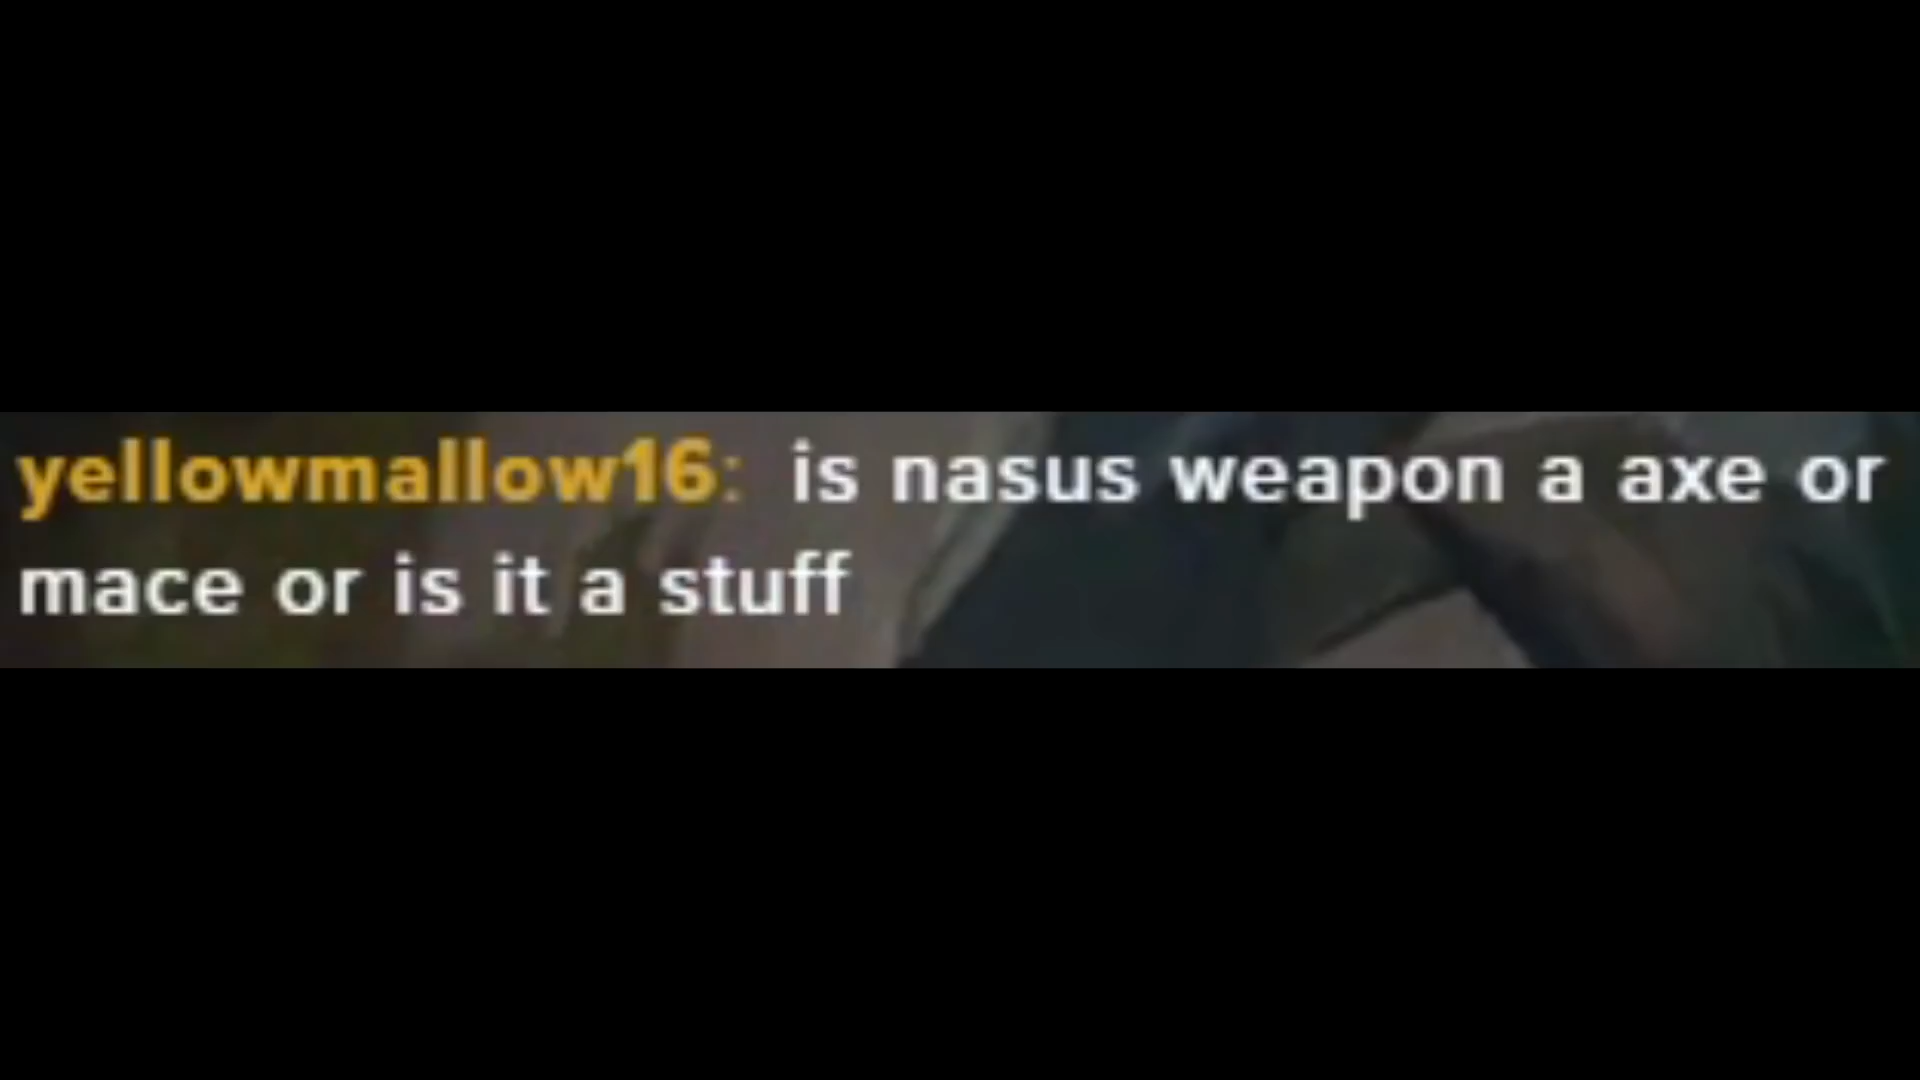 yellowmallow16: is nasus weapon a axe or
mace or is it a stuff